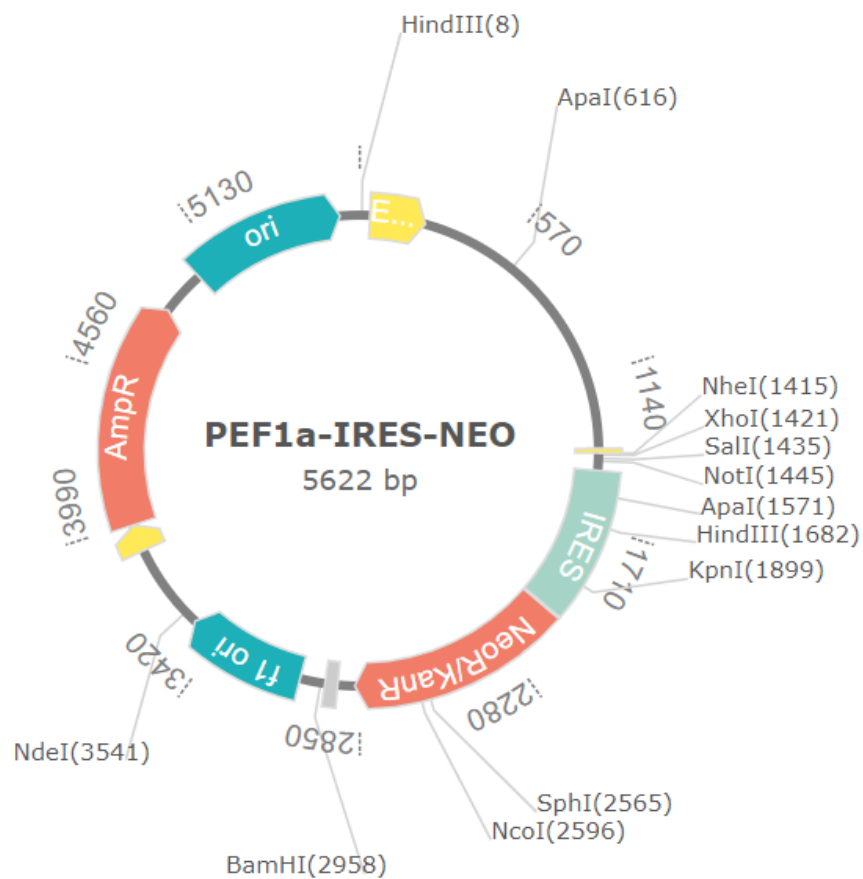 HindIII(8)
ApaI(616)
5130
E...
ori
570
4560
1140
NheI(1415)
XhoI(1421)
AmpR
PEF1a-IRES-NEO
SalI(1435)
5622 bp
NotI(1445)
ApaI(1571)
3990
IRES
HindIII(1682)
1710
KpnI(1899)
f1 ori
NeoR/KanR
3420
2280
2850
NdeI(3541)
SphI(2565)
NcoI(2596)
BamHI(2958)